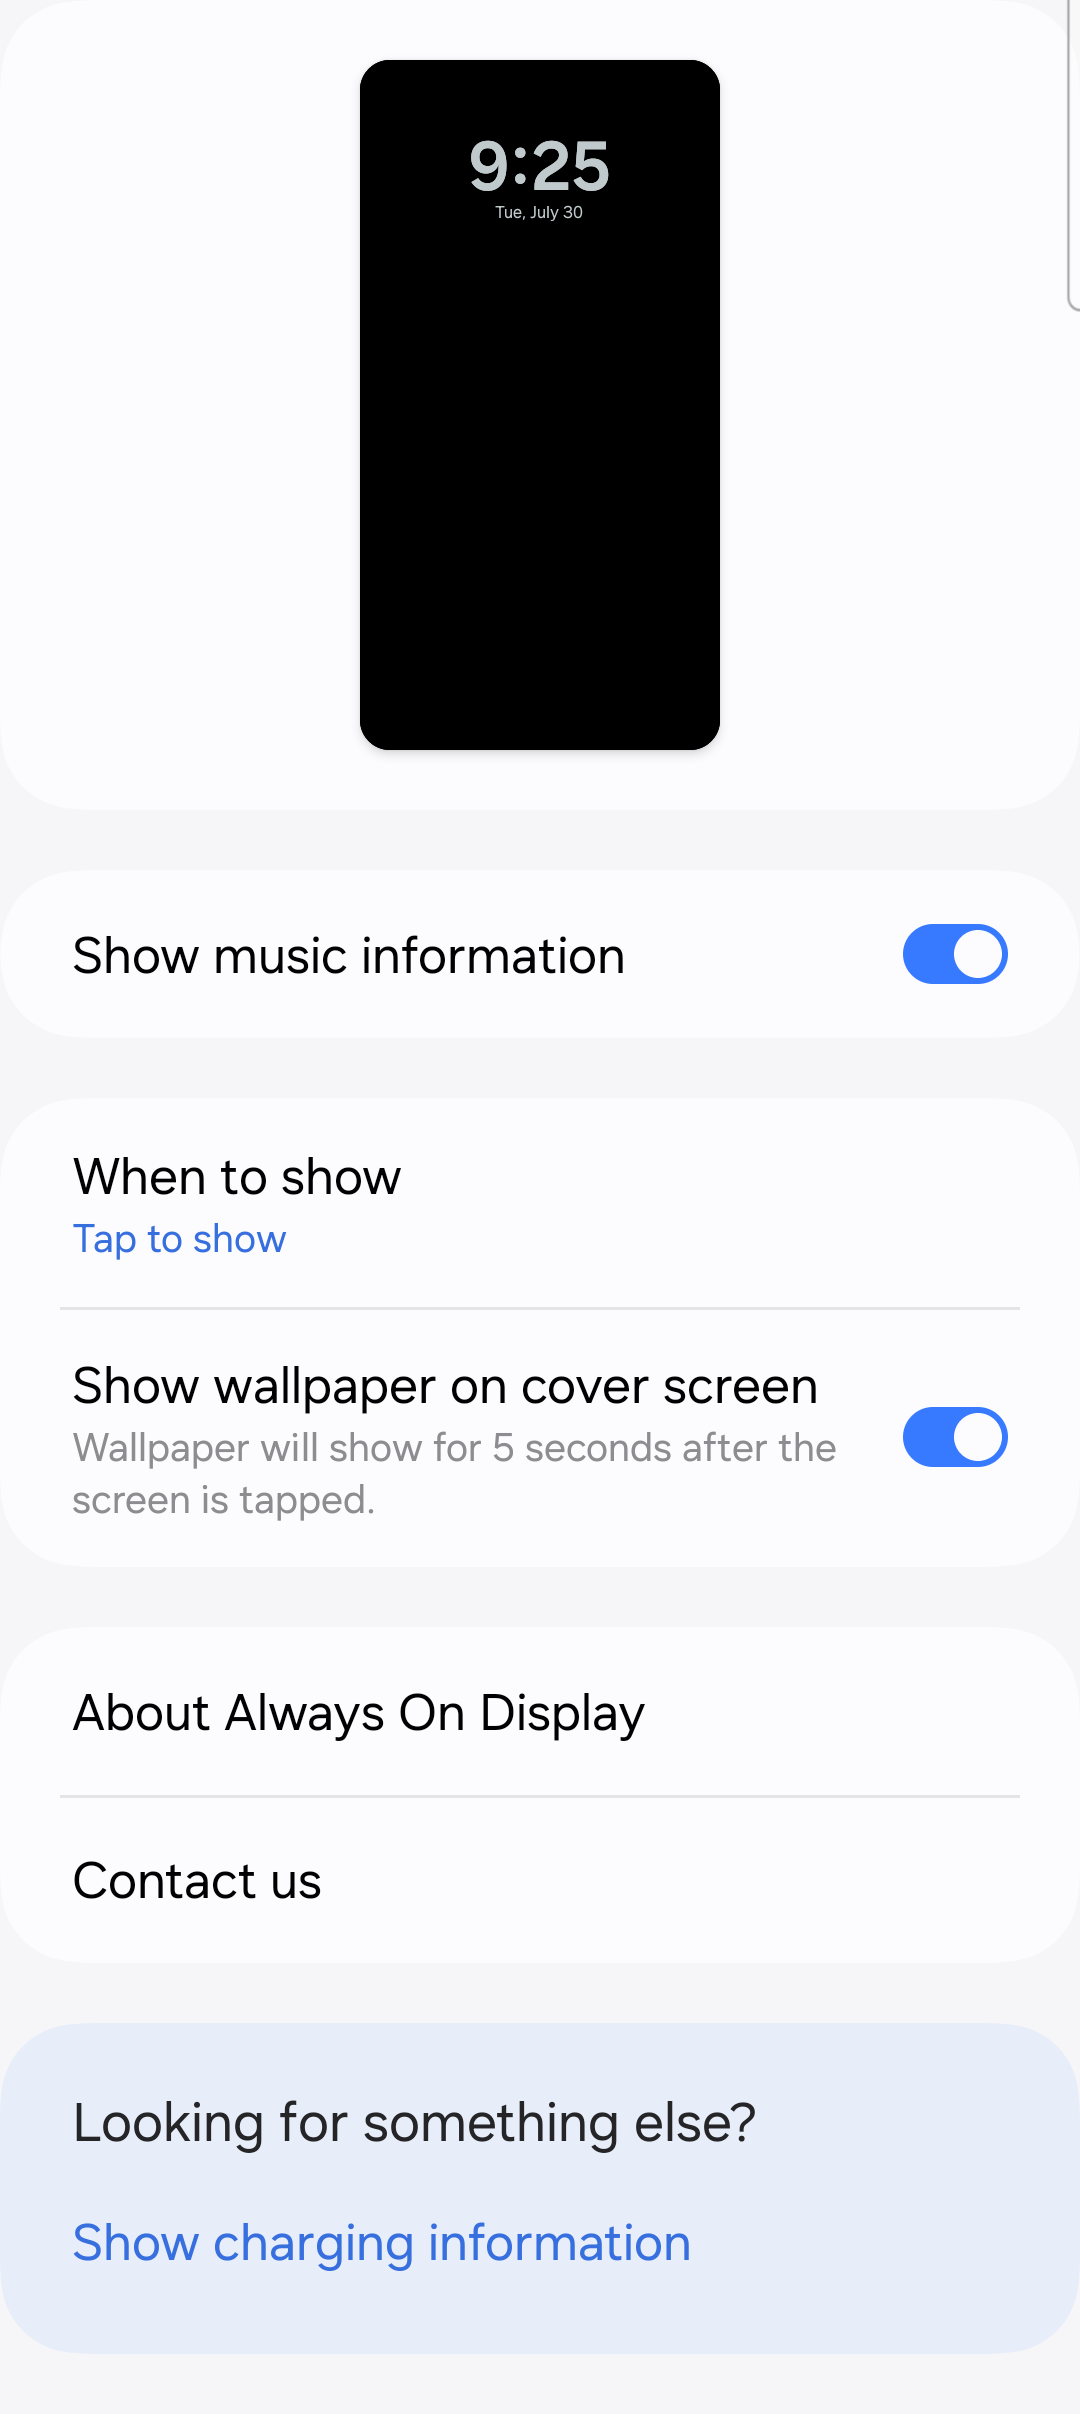 9:25
Tue, July 30
Show music information
When to show
Tap to show
Show wallpaper on cover screen
Wallpaper will show for 5 seconds after the
screen is tapped.
About Always On Display
Contact us
Looking for something else?
Show charging information